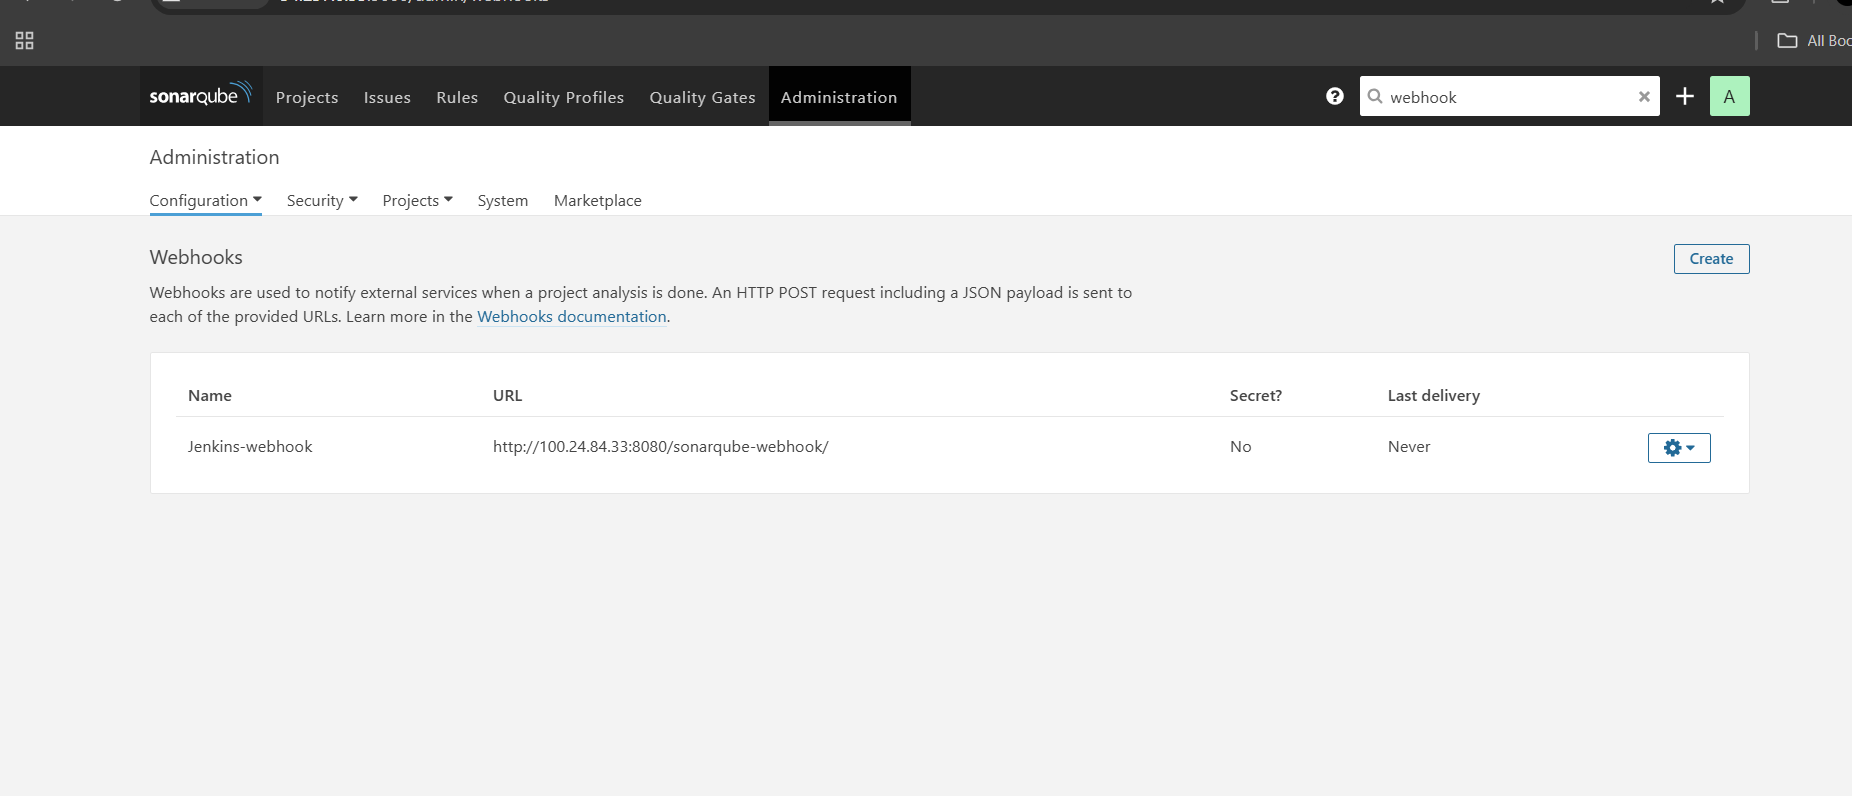 All Boo
sonarqube Projects Issues Rules Quality Profiles Quality Gates Administration ? webhook A
Administration
Configuration Security Projects System Marketplace
Webhooks
Create
Webhooks are used to notify external services when a project analysis is done. An HTTP POST request including a JSON payload is sent to
each of the provided URLs. Learn more in the Webhooks documentation.
Name URL Secret? Last delivery
Jenkins-webhook http://100.24.84.33:8080/sonarqube-webhook/ No Never